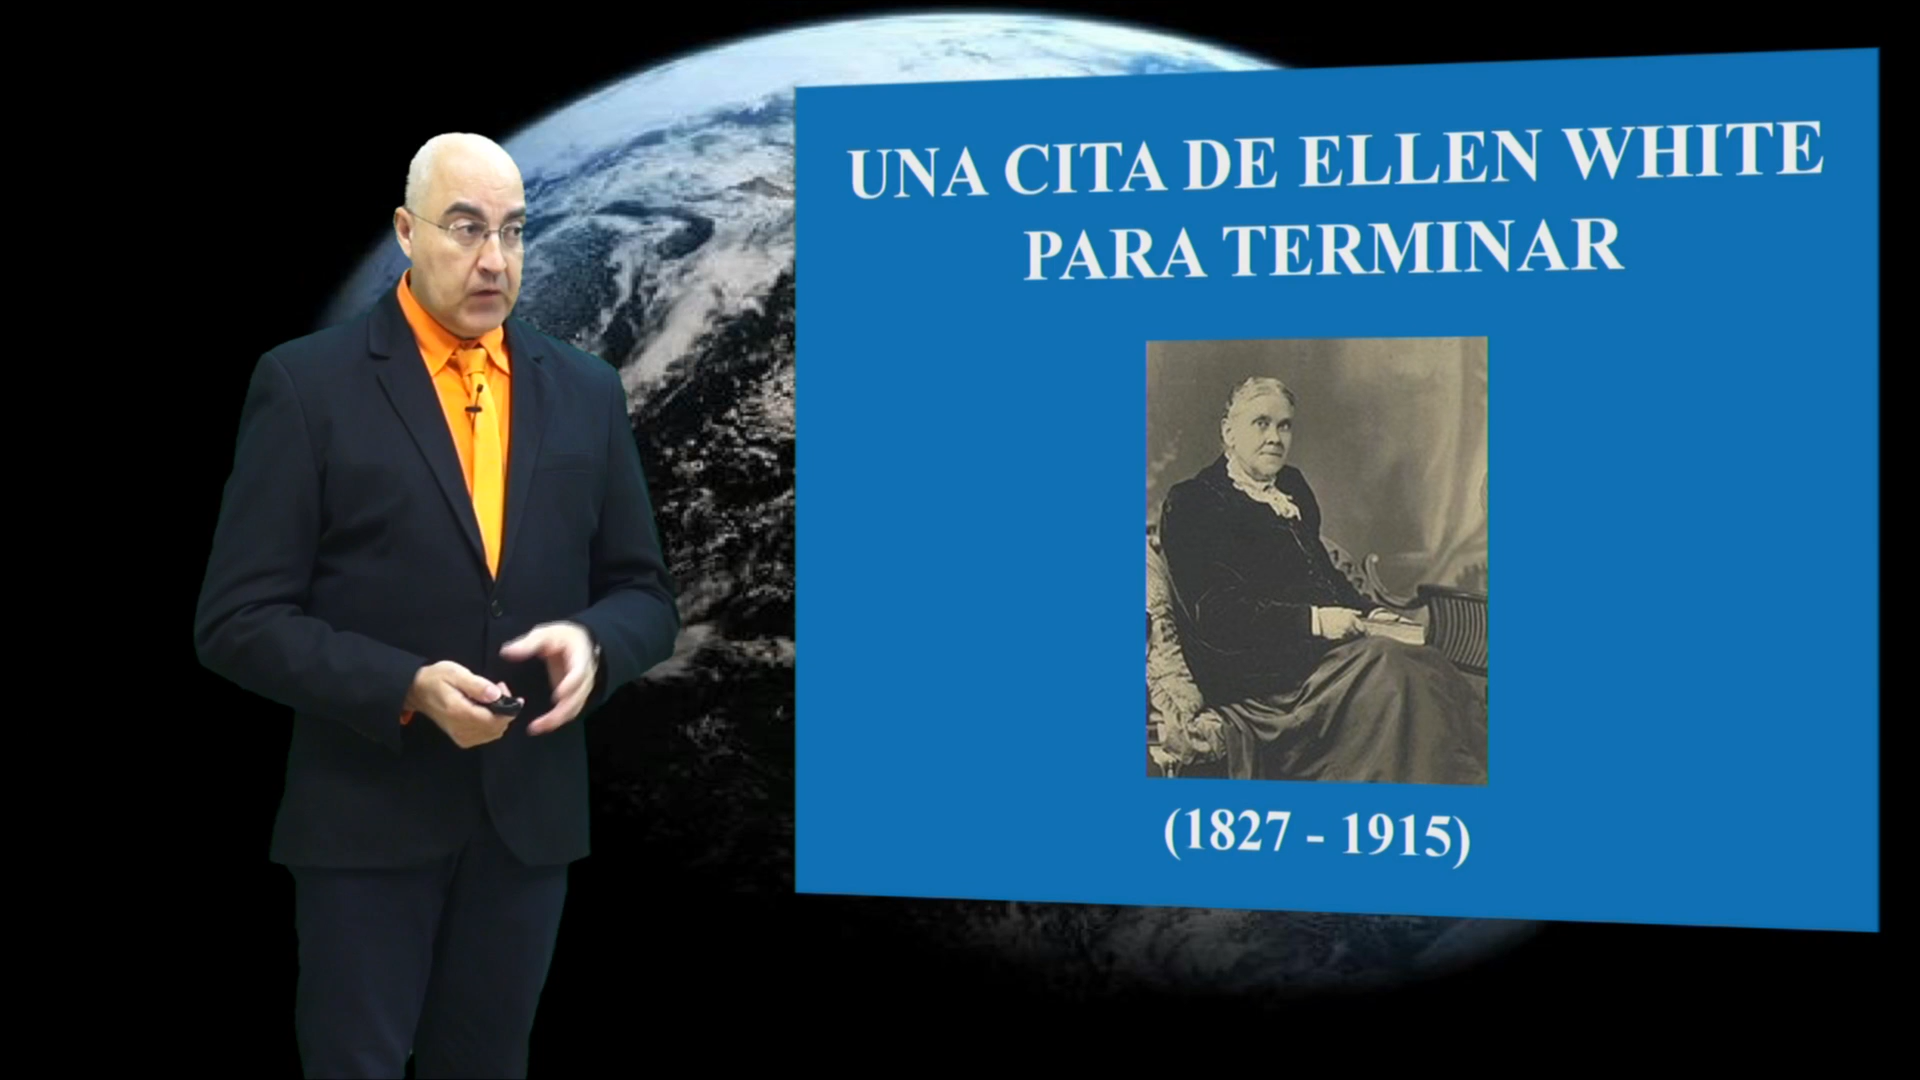 UNA CITA DE ELLEN WHITE
PARA TERMINAR
(1827 - 1915)